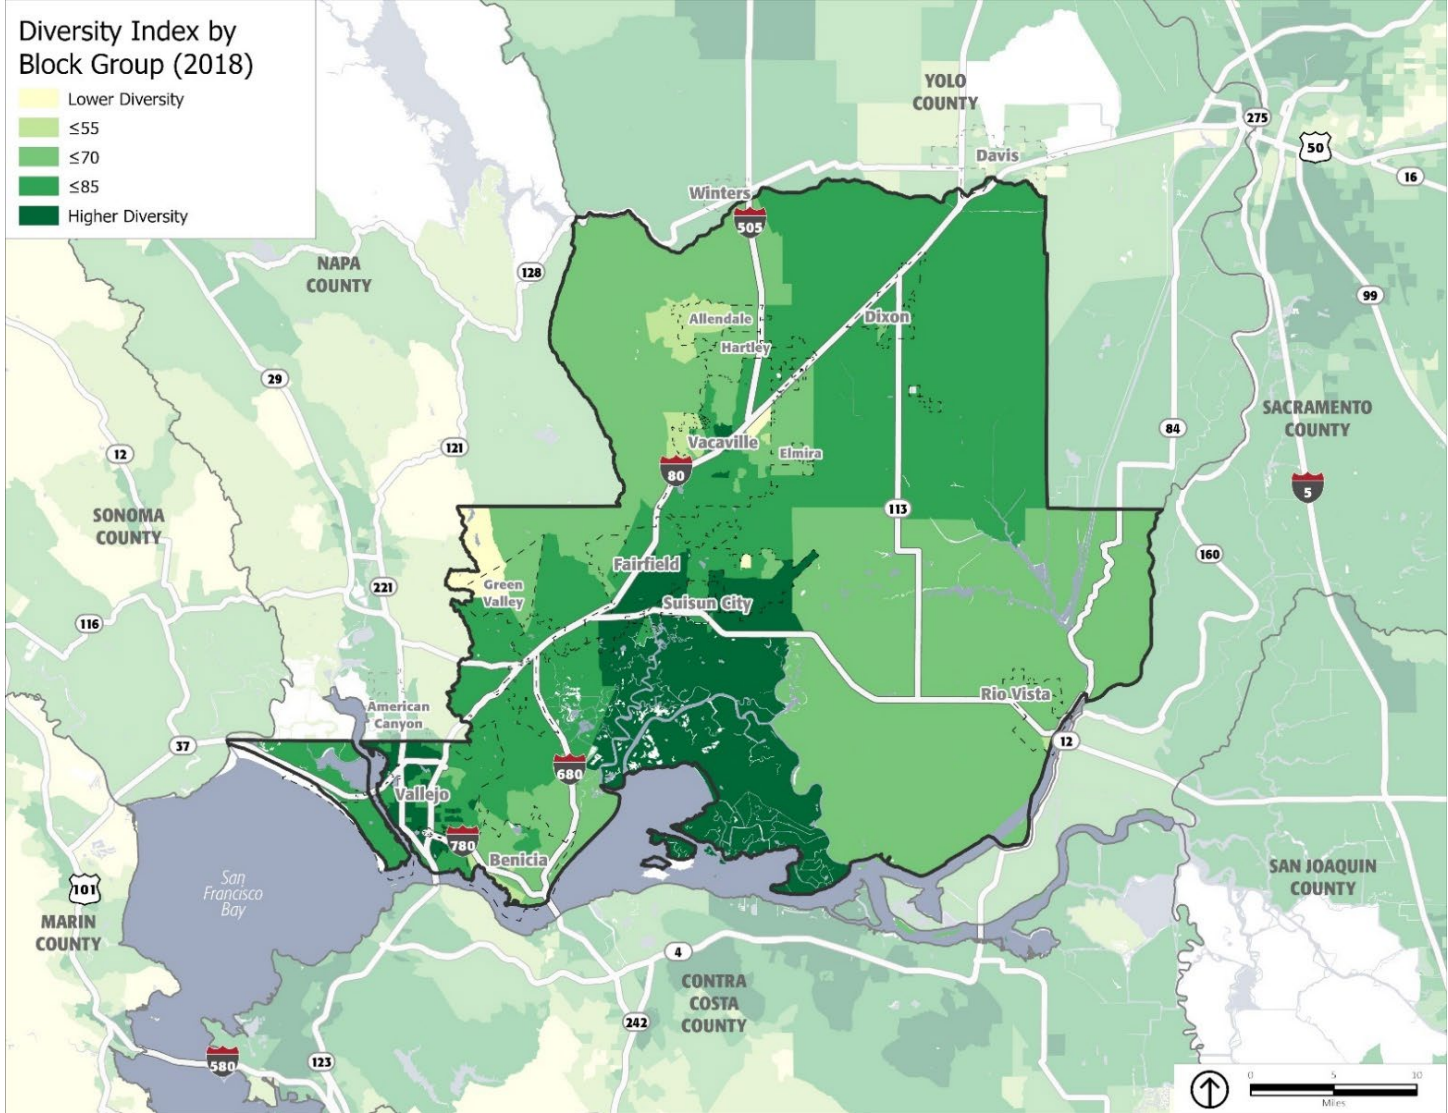 Diversity Index by
Block Group (2018)
Lower Diversity
≤55
≤70
≤85
Higher Diversity
YOLO
COUNTY
275
50
Davis
16
Winters
505
NAPA
COUNTY
128
99
Allendale
Dixon
Hartley
29
SACRAMENTO
COUNTY
84
121
12
Vacaville
Elmira
80
5
113
SONOMA
COUNTY
160
Fairfield
Green
Valley
221
Suisun City
116
Rio Vista
American
Canyon
37
12
680
Vallejo
780
Benicia
San
Francisco
Bay
101
SAN JOAQUIN
COUNTY
MARIN
COUNTY
4
CONTRA
COSTA
COUNTY
242
580
123
0 5 10
Miles